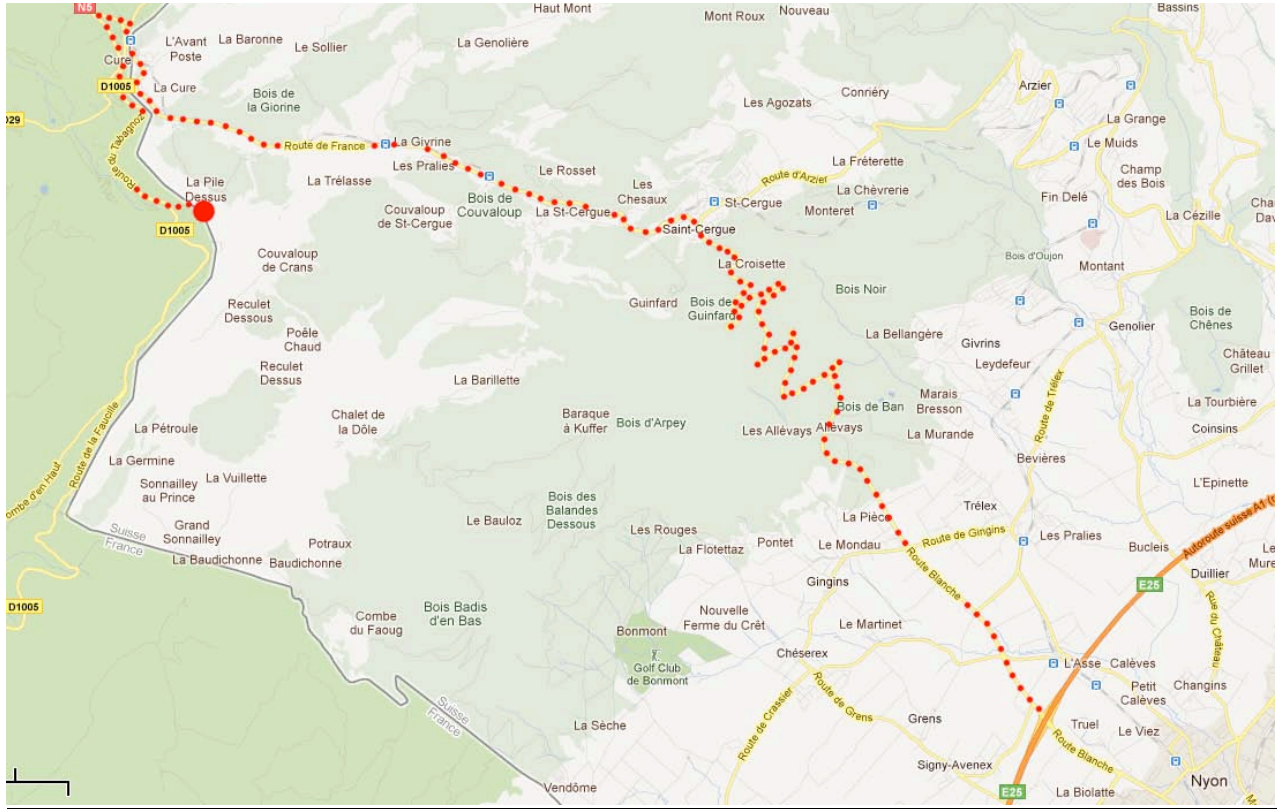 N5
Haut Mont
Mont Roux
Nouveau
Bassins
L'Avant
Poste
La Baronne
Le Sollier
La Genolière
Cure
D1005
La Cure
Bois de
la Gionne
Les Agozats
Conriéry
Arzier
La Grange
Le Muids
Route de France
La Givrine
Les Pralies
Le Rosset
La Fréterette
Route d'Arzier
Champ
des Bois
Route du Tabagnoz
La Pile
Dessus
La Trélasse
Les
Chesaux
La Chèvrerie
Fin Delé
Couvaloup
de St-Cergue
Bois de
Couvaloup
La St-Cergue
St-Cergue
Monteret
La Cézille
D1005
Saint-Cergue
Couvaloup
de Crans
La Croisette
Bois d'Oujon
Montant
Reculet
Dessous
Guinfard
Bois de
Guinfard
Bois Noir
Bois de
Chênes
Poêle
Chaud
La Bellangère
Givrins
Genolier
Reculet
Dessus
Leydefeur
Château
Grillet
La Barillette
Marais
Bresson
Route de Trélex
La Tourbière
Chalet de
la Dôle
Baraque
à Kuffer
Bois d'Arpey
Les Allévays
Allévays
Bois de Ban
La Murande
Coinsins
La Pétroule
Route de la Faucille
La Germine
Sonnailley
au Prince
La Vuillette
Bevières
L'Epinette
Bois des
Balandes
Dessous
Trélex
Grand
Sonnailley
Le Bauloz
Les Rouges
La Pièce
Route de Gingins
Les Pralies
Suisse
France
La Baudichonne
Potraux
Baudichonne
La Flotettaz
Pontet
Le Mondau
Bucleis
Autoroute suisse A1
Duillier
Gingins
Route Blanche
E25
D1005
Bois Badis
d'en Bas
Combe
du Faoug
Nouvelle
Ferme du Crêt
Le Martinet
Rue du Château
Bonmont
Golf Club
de Bonmont
Chéserex
L'Asse
Calèves
Petit
Calèves
Changins
Suisse
France
Route de Crassier
Route de Grens
La Sèche
Grens
Truel
Le Viez
Route Blanche
Signy-Avenex
Vendôme
E25
La Biolatte
Nyon